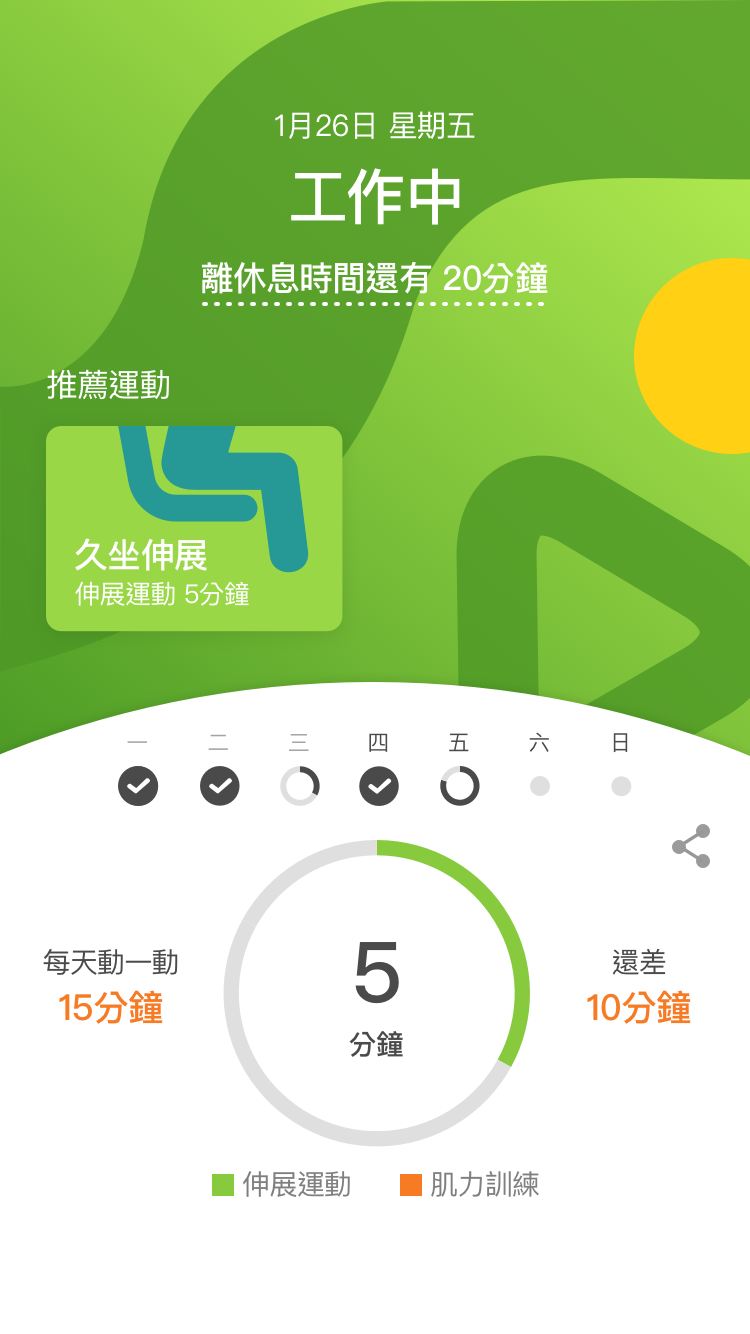 1月26日 星期五
工作中
離休息時間還有 20分鐘
推薦運動
久坐伸展
伸展運動 5分鐘
一 二 三 四 五 六 日
每天動一動
15分鐘
5
分鐘
還差
10分鐘
伸展運動 肌力訓練